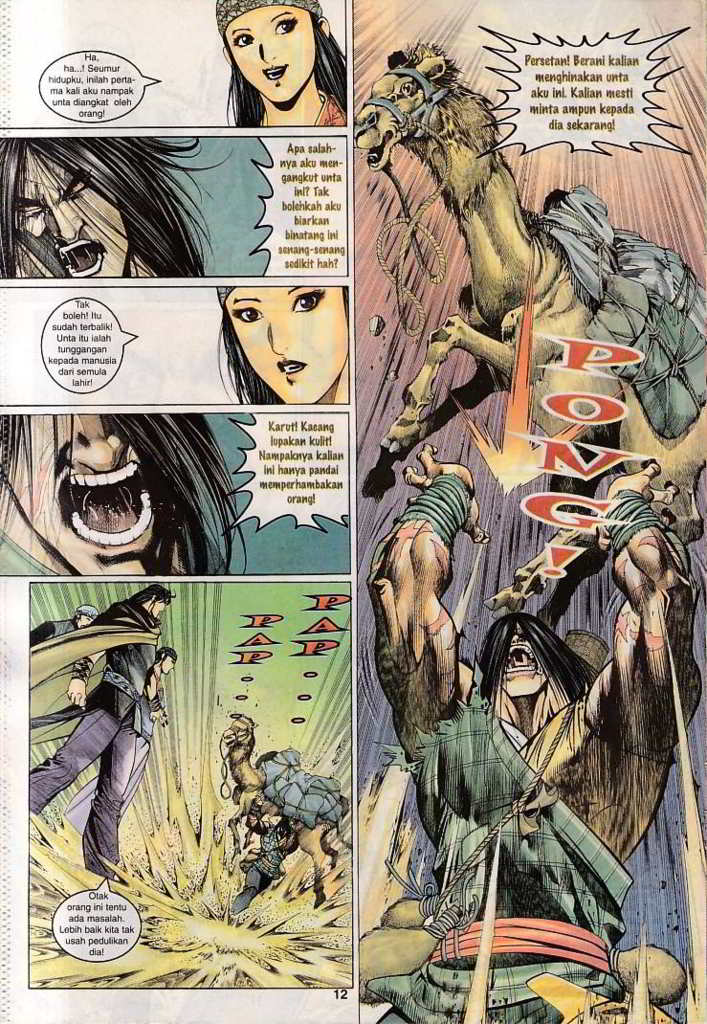 Ha,
ha...! Seumur
hidupku, inilah perta-
ma kali aku nampak
unta diangkat oleh
orang!
Apa salah-
nya aku men-
gangkut unta
ini? Tak
bolehkah aku
biarkan
binatang ini
senang-senang
sedikit hah?
Tak
boleh! Itu
sudah terbalik!
Unta itu ialah
tunggangan
kepada manusia
dari semula
lahir!
Karut! Kacang
lupakan kulit!
Nampaknya kalian
ini hanya pandai
memperhambakan
orang!
PAP...
PAP...
Otak
orang ini tentu
ada masalah.
Lebih baik kita tak
usah pedulikan
dia!
12
Persetan! Berani kalian
menghinakan unta
aku ini. Kalian mesti
minta ampun kepada
dia sekarang!
PONG!